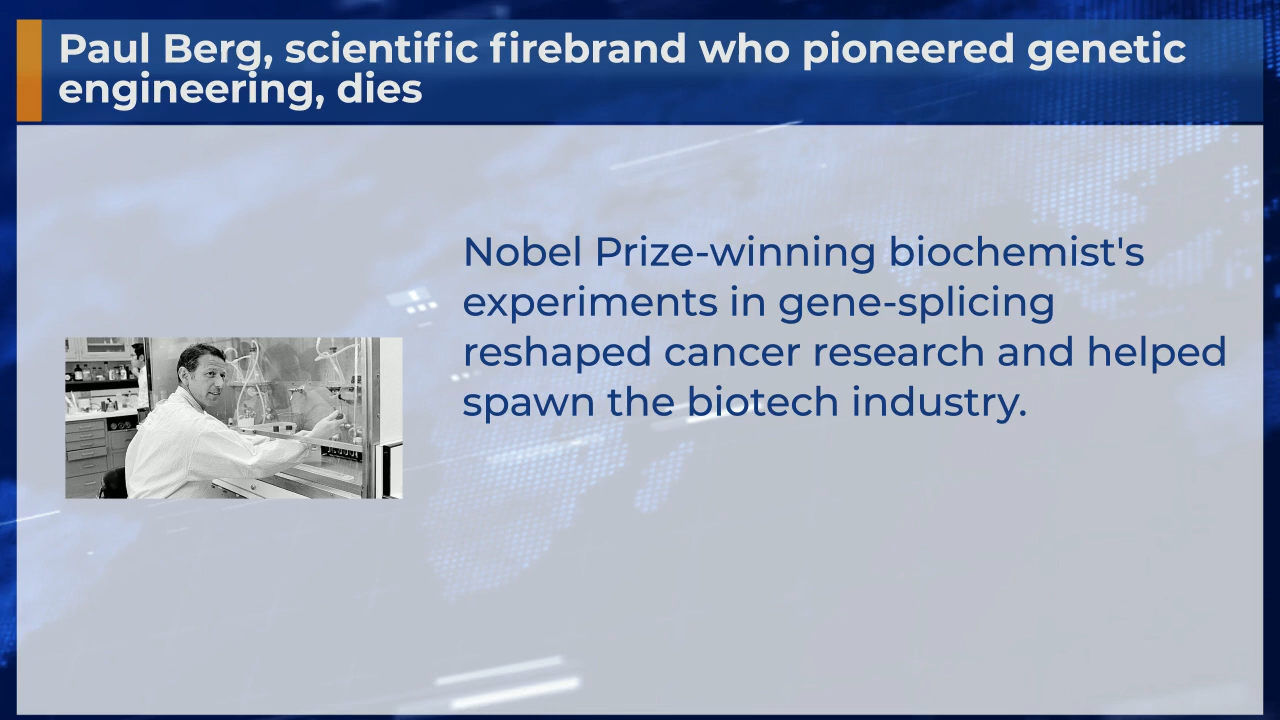 Paul Berg, scientific firebrand who pioneered genetic
engineering, dies
Nobel Prize-winning biochemist's
experiments in gene-splicing
reshaped cancer research and helped
spawn the biotech industry.